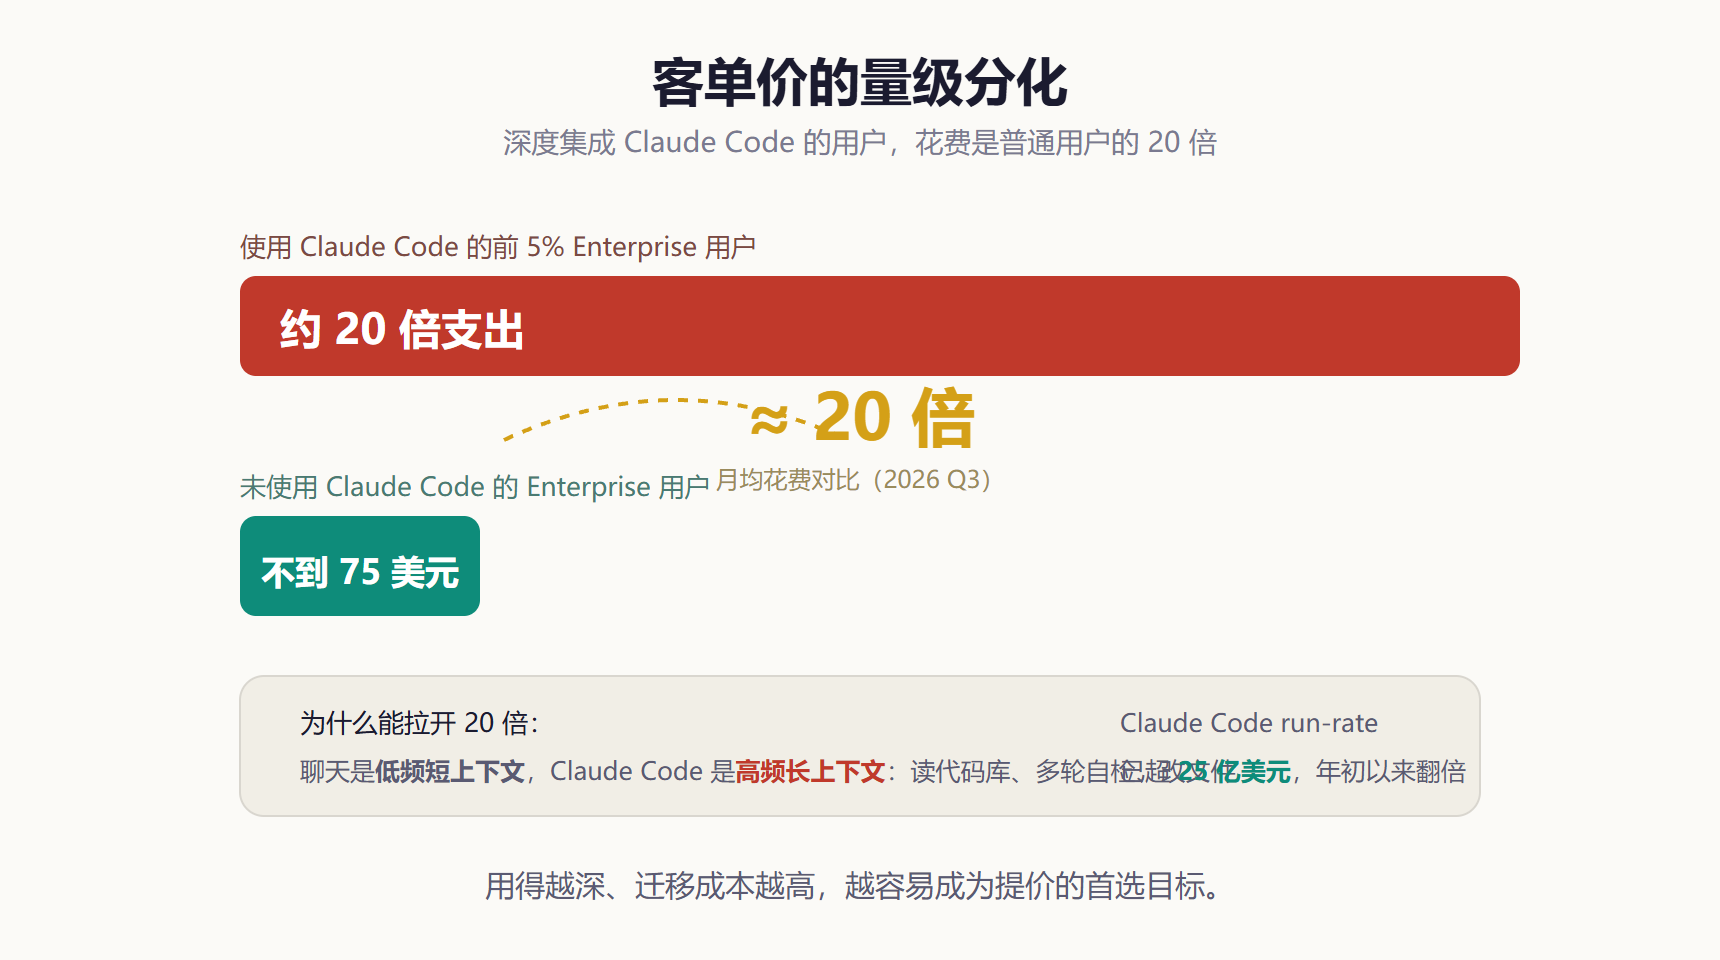 客单价的量级分化
深度集成 Claude Code 的用户，花费是普通用户的 20 倍
使用 Claude Code 的前 5% Enterprise 用户
约 20 倍支出
≈ 20 倍
未使用 Claude Code 的 Enterprise 用户
月均花费对比（2026 Q3）
不到 75 美元
为什么能拉开 20 倍：
Claude Code run-rate
聊天是低频短上下文，Claude Code 是高频长上下文：读代码库、多轮自检、改文件
已超 25 亿美元，年初以来翻倍
用得越深、迁移成本越高，越容易成为提价的首选目标。